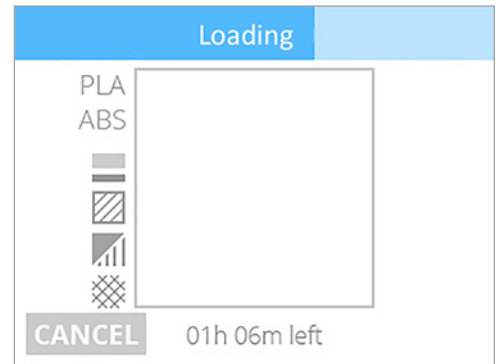 Loading
PLA
ABS
CANCEL
01h 06m left